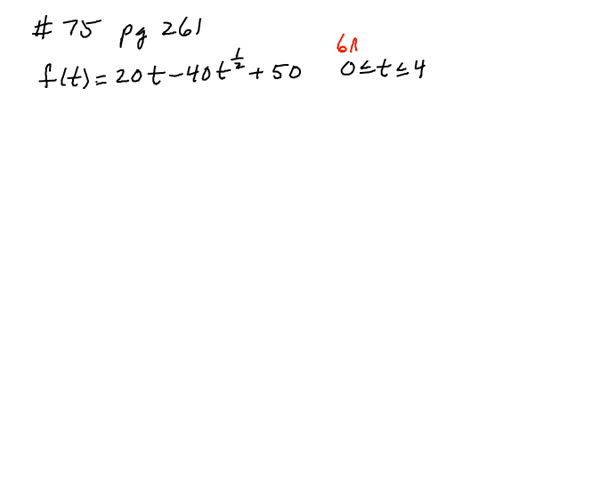 # 75 pg 261
6A
f(t) = 20t - 40t^{1/2} + 50 0 ≤ t ≤ 4